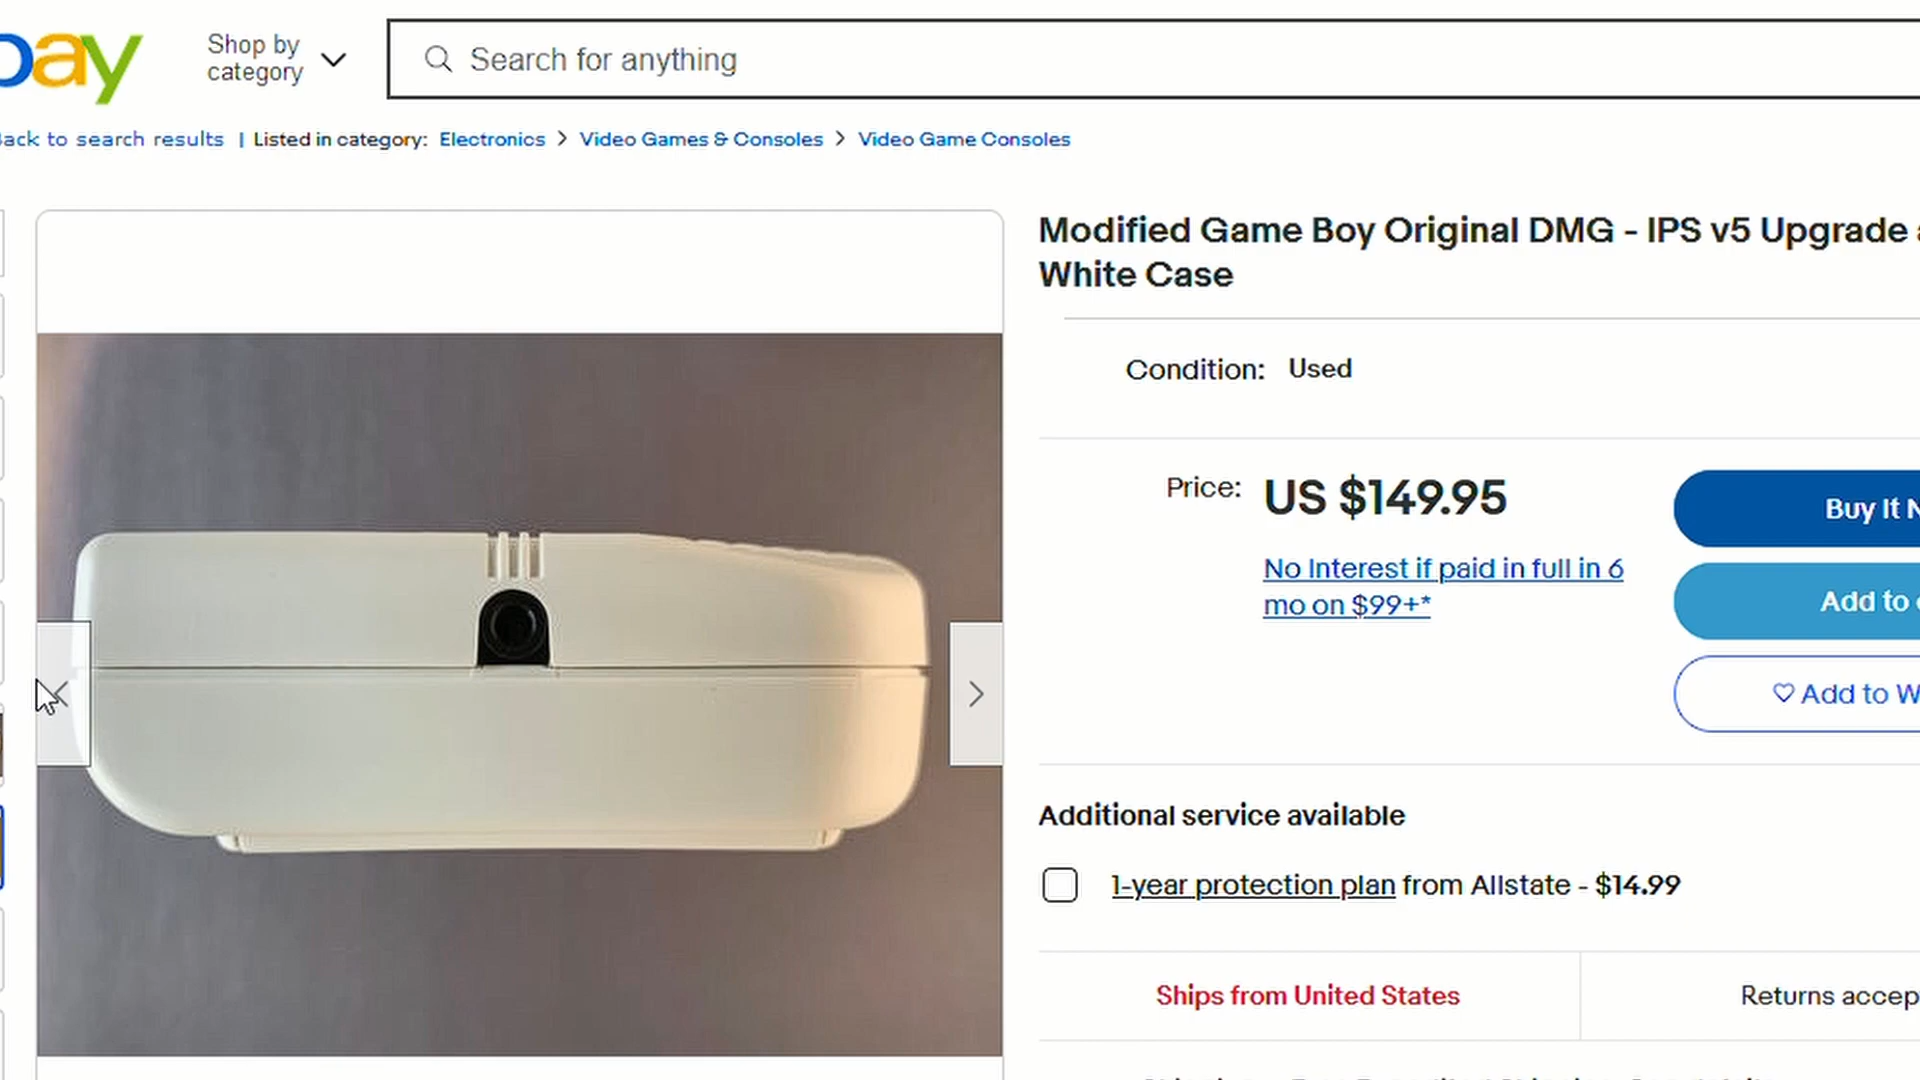 bay
Shop by
category
Search for anything
Back to search results | Listed in category: Electronics > Video Games & Consoles > Video Game Consoles
Modified Game Boy Original DMG - IPS v5 Upgrade
White Case
Condition: Used
Price: US $149.95
Buy It N
No Interest if paid in full in 6
mo on $99+*
Add to
Add to W
Additional service available
1-year protection plan from Allstate - $14.99
Ships from United States
Returns accep